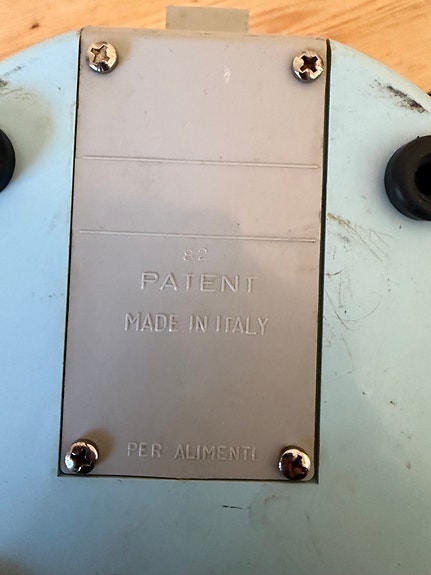 82
PATENT
MADE IN ITALY
PER ALIMENTI